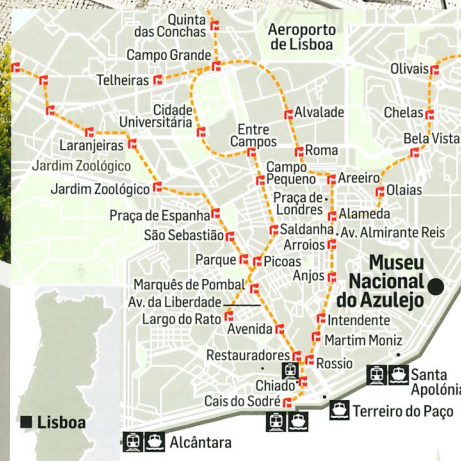 Quinta
das Conchas
Aeroporto
de Lisboa
Campo Grande
Olivais
Telheiras
Cidade
Universitária
Alvalade
Chelas
Entre
Campos
Bela Vista
Laranjeiras
Roma
Jardim Zoológico
Campo
Pequeno
Areeiro
Jardim Zoológico
Olaias
Praça de
Londres
Praça de Espanha
Alameda
São Sebastião
Saldanha
Av. Almirante Reis
Arroios
Parque
Picoas
Museu
Nacional
do Azulejo
Anjos
Marquês de Pombal
Av. da Liberdade
Largo do Rato
Intendente
Avenida
Martim Moniz
Restauradores
Rossio
Santa
Apolónia
Chiado
Cais do Sodré
Terreiro do Paço
Lisboa
Alcântara